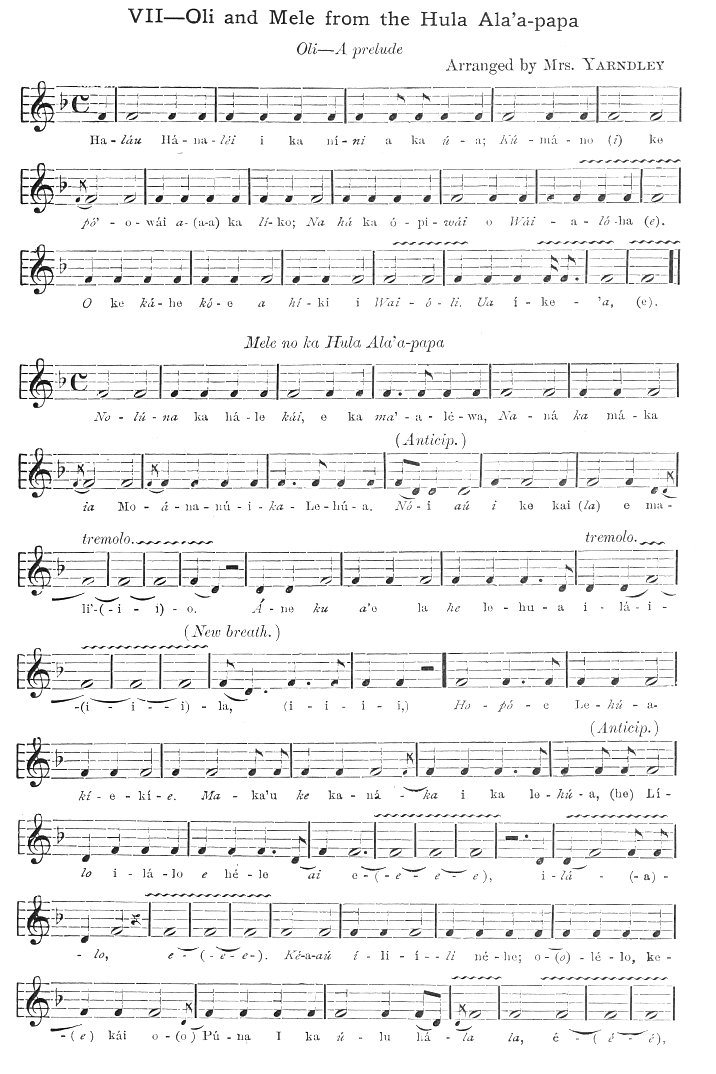 VII—Oli and Mele from the Hula Ala’a-papa
Oli—A prelude
Arranged by Mrs. YARNDLEY
Ha-láu Há-na-léi i ka ní-ni a ka ú-a; Kú-má-no (i) ke
pó’-o-wái a-(a-a) ka lí-ko; Na há ka ó-pi-wái o Wái-a-ló-ha (e).
O ke ká-he kó-e a hí-ki i Wai-ó-li. Ua í-ke-’a, (e).
Mele no ka Hula Ala’a-papa
No-lú-na ka há-le kái, e ka ma’-a-lé-wa, Na-ná ka má-ka
(Anticip.)
ia Mo-á-na-nú-i-ka-Le-hú-a. Nó-i aú i ke kai (la) e ma-
tremolo. tremolo.
li’-(-i-i)-o. Á-ne ku a’e la he le-hu-a i-lá-i-
(New breath.)
-(i-i-i)-la, (i-i-i-i,) Ho-pó-e Le-hú-a-
(Anticip.)
kí-e-kí-e. Ma-ka’u ke ka-ná-ka i ka le-hú-a, (he) Lí-
lo i-lá-lo e hé-le ai e-(-e-e-e), i-lá-(-a)-
-lo, e-(-e-e). Ké-a-aú í-li-í-li né-he; o-(o)-lé-lo, ke-
-(e) kái o-(o) Pú-na I ka ú-lu há-la ia, é-(é-é),